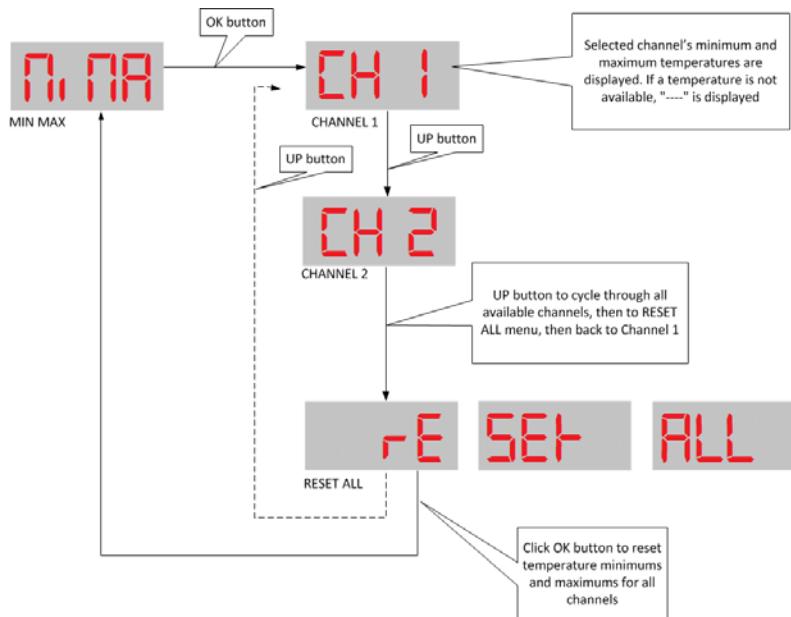 OK button
Selected channel's minimum and
maximum temperatures are
displayed. If a temperature is not
available, "----" is displayed
MiMA
CH 1
MIN MAX
CHANNEL 1
UP button
UP button
CH 2
CHANNEL 2
UP button to cycle through all
available channels, then to RESET
ALL menu, then back to Channel 1
rE
SEt
ALL
RESET ALL
Click OK button to reset
temperature minimums
and maximums for all
channels